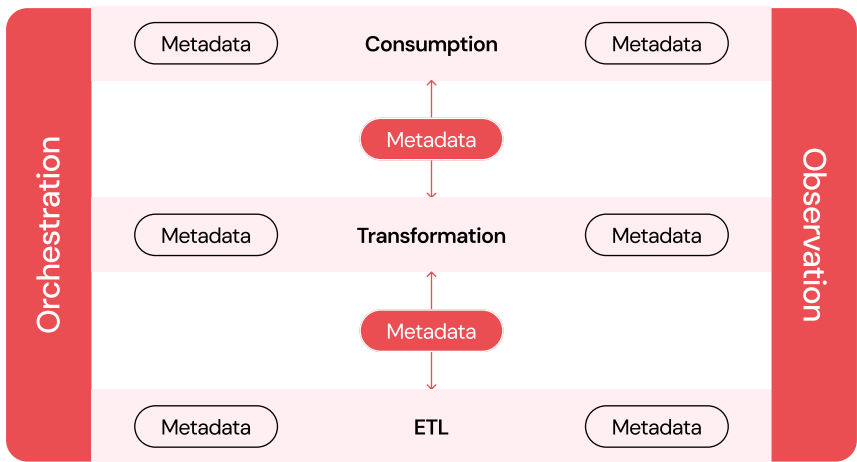 Orchestration
Metadata
Consumption
Metadata
Metadata
Metadata
Transformation
Metadata
Metadata
Metadata
ETL
Metadata
Observation